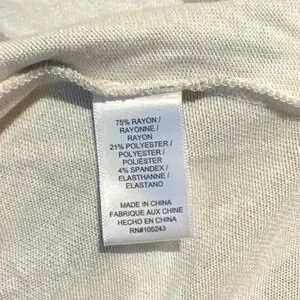 75% RAYON /
RAYONNE /
RAYON
21% POLYESTER /
POLYESTER /
POLIÉSTER
4% SPANDEX /
ELASTHANNE /
ELASTANO
MADE IN CHINA
FABRIQUE AUX CHINE
HECHO EN CHINA
RN#105243